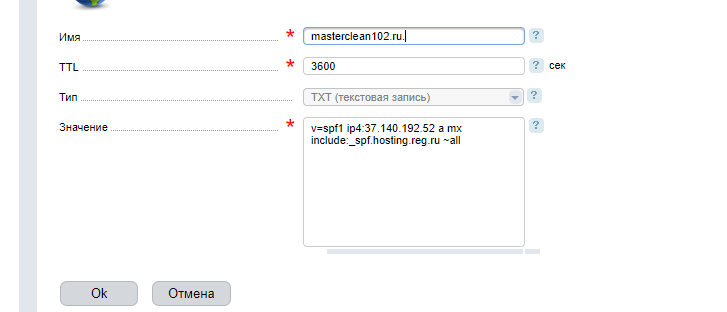 Имя * masterclean102.ru. ?
TTL * 3600 ? сек
Тип TXT (текстовая запись) ?
Значение * v=spf1 ip4:37.140.192.52 a mx ?
include:_spf.hosting.reg.ru ~all
Ok Отмена